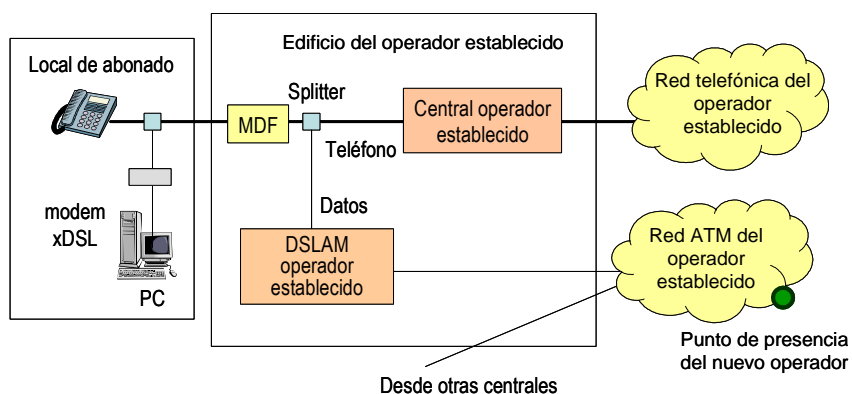 Edificio del operador establecido
Local de abonado
Splitter
MDF
Central operador
establecido
Red telefónica del
operador
establecido
Teléfono
modem
xDSL
PC
Datos
DSLAM
operador
establecido
Red ATM del
operador
establecido
Punto de presencia
del nuevo operador
Desde otras centrales